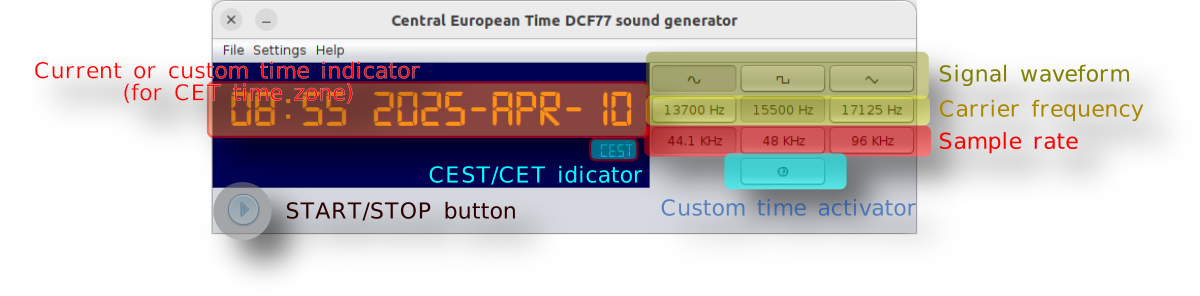 Central European Time DCF77 sound generator
File Settings Help
Current or custom time indicator
(for CET time zone)
08:55 2025-APR-10
Signal waveform
13700 Hz 15500 Hz 17125 Hz
Carrier frequency
44.1 KHz 48 KHz 96 KHz
Sample rate
CEST
CEST/CET idicator
START/STOP button
Custom time activator